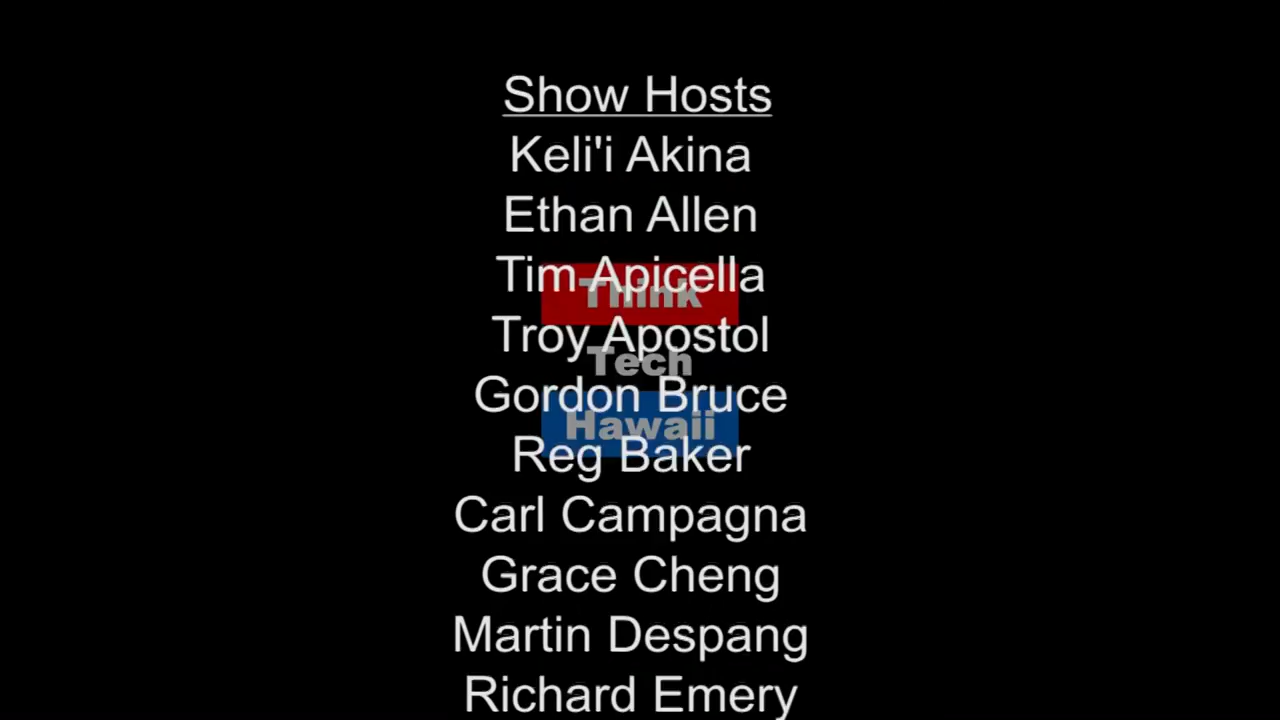 Show Hosts
Keli'i Akina
Ethan Allen
Tim Apicella
Think
Troy Apostol
Tech
Gordon Bruce
Hawaii
Reg Baker
Carl Campagna
Grace Cheng
Martin Despang
Richard Emery